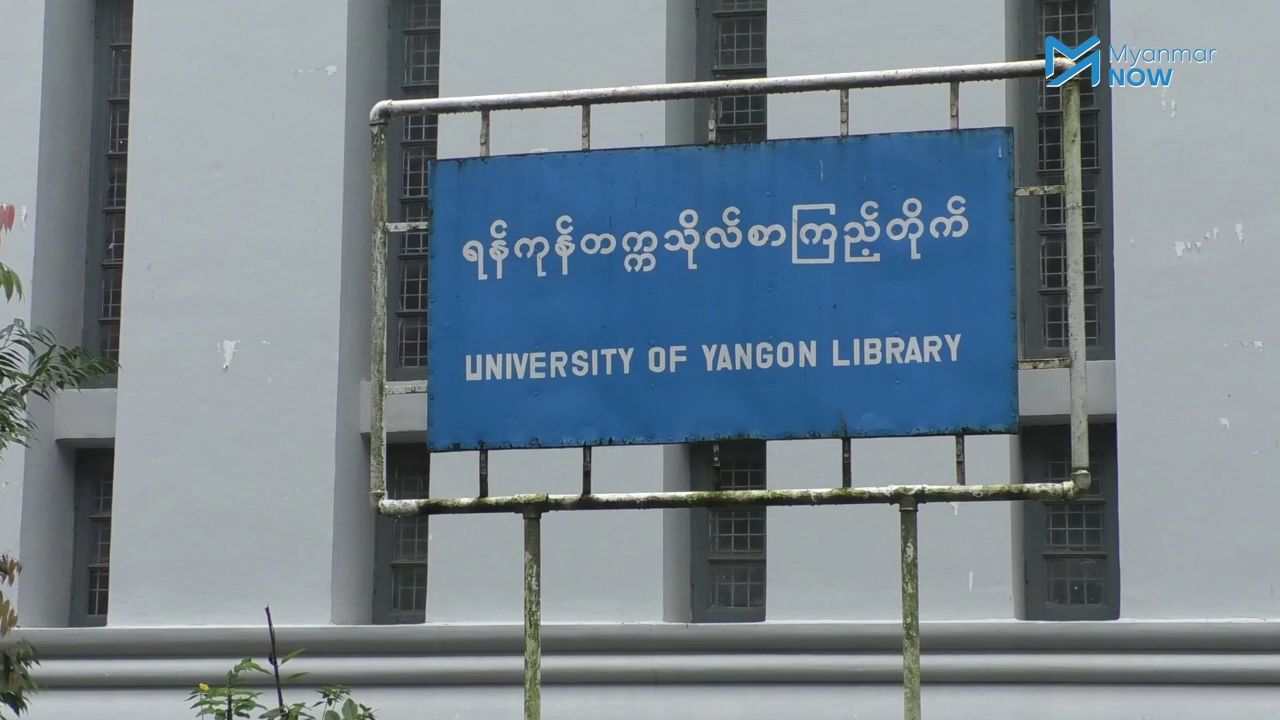 Myanmar
NOW
ရန်ကုန်တက္ကသိုလ်စာကြည့်တိုက်
UNIVERSITY OF YANGON LIBRARY